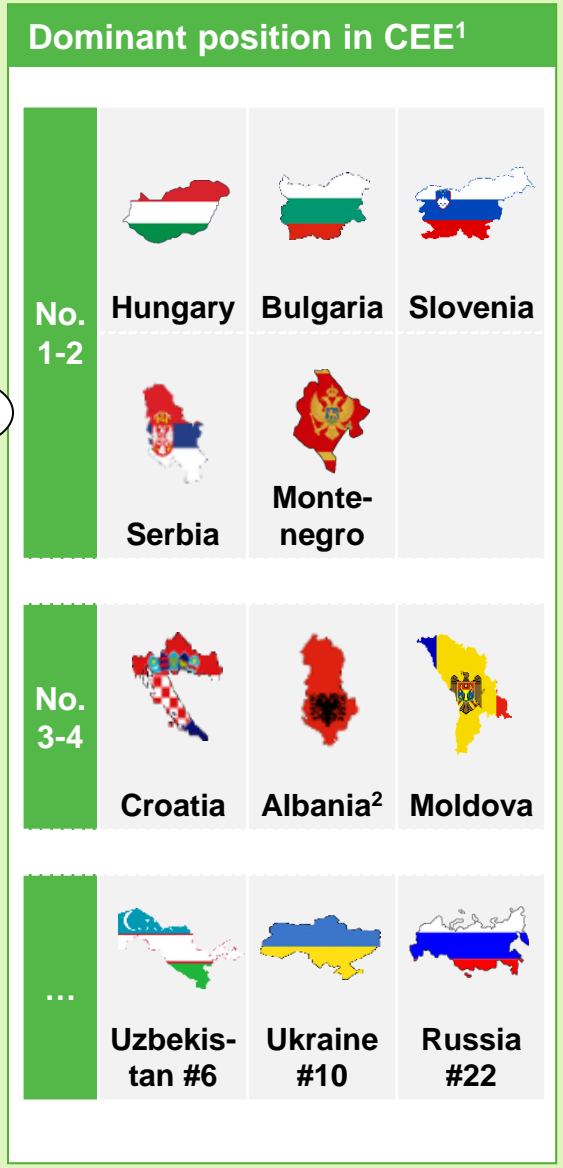 Dominant position in CEE¹
No.
1-2
Hungary
Bulgaria
Slovenia
Serbia
Monte-
negro
No.
3-4
Croatia
Albania²
Moldova
...
Uzbekis-
tan #6
Ukraine
#10
Russia
#22